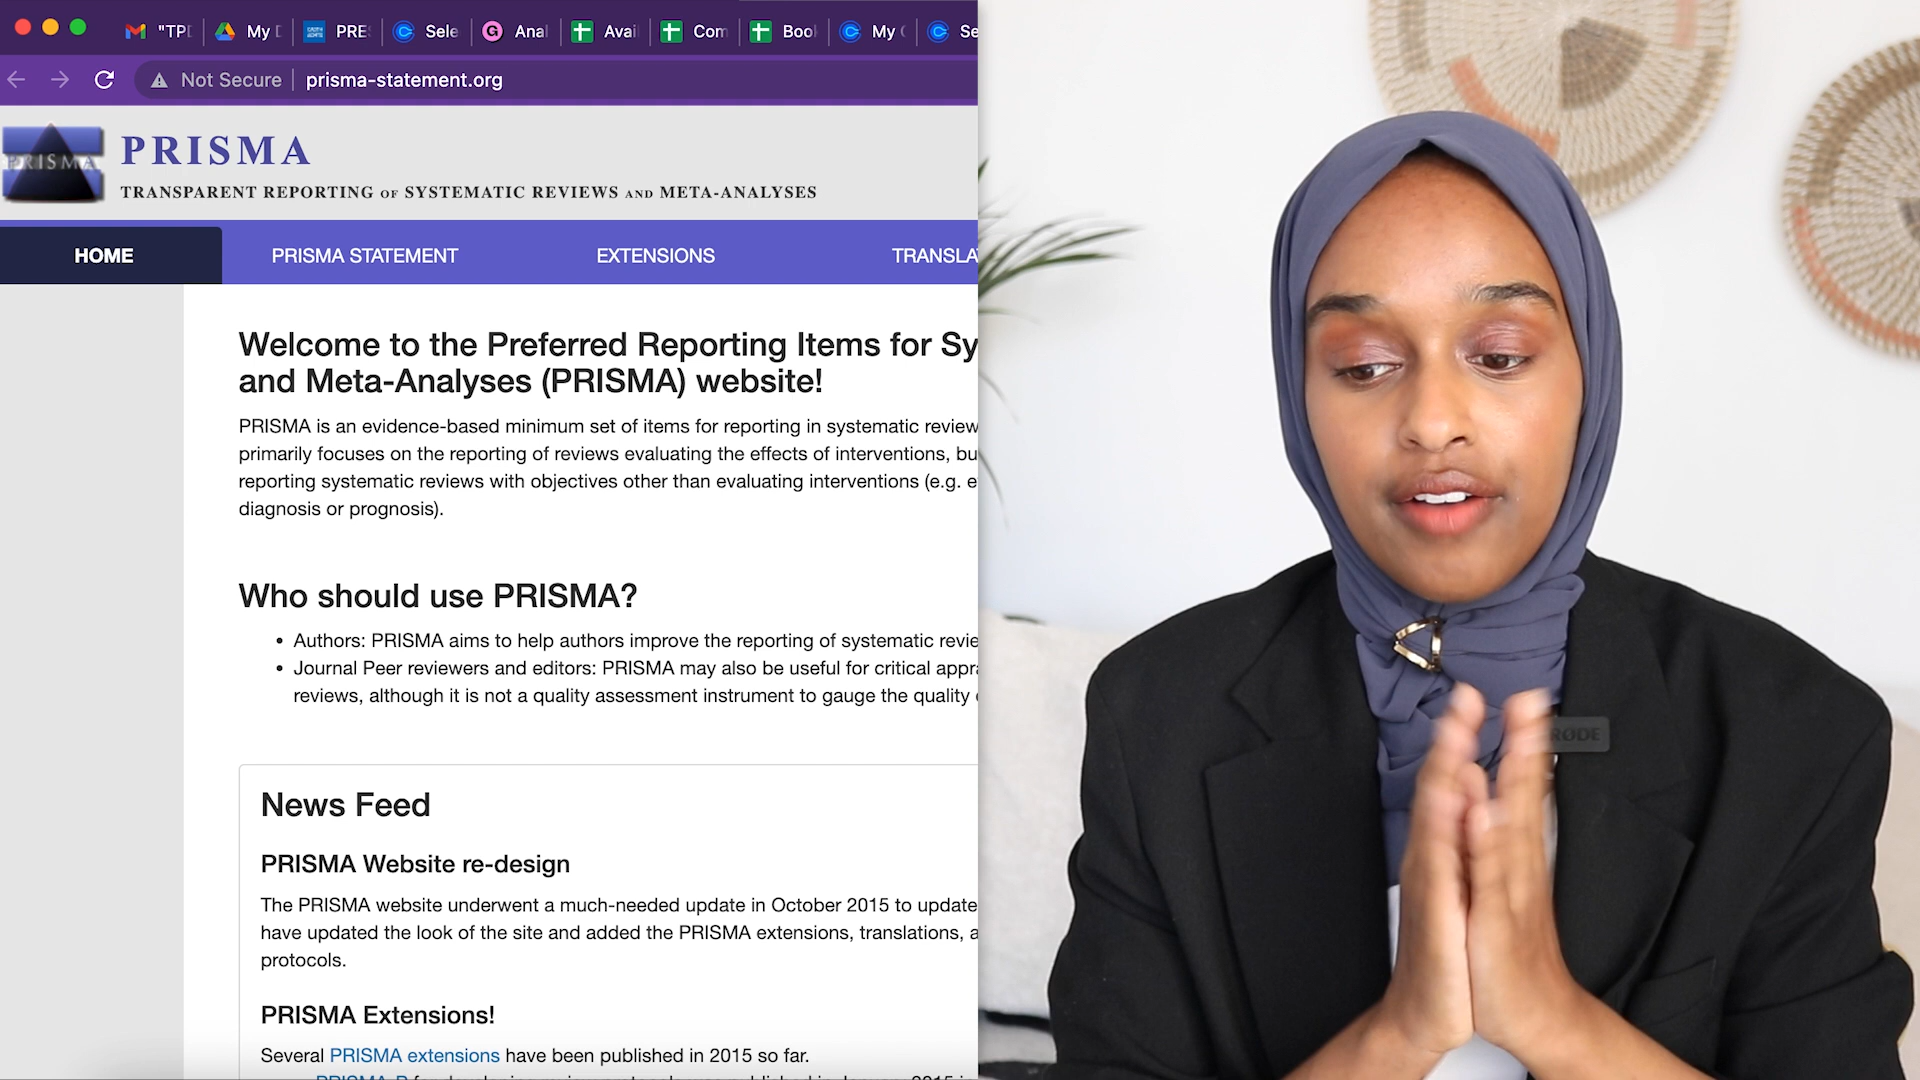 "TP
My
PRE
Sele
Anal
Avai
Com
Boo
My
Se
Not Secure
prisma-statement.org
PRISMA
PRISMA
TRANSPARENT REPORTING OF SYSTEMATIC REVIEWS AND META-ANALYSES
HOME
PRISMA STATEMENT
EXTENSIONS
TRANSLA
Welcome to the Preferred Reporting Items for Sy
and Meta-Analyses (PRISMA) website!
PRISMA is an evidence-based minimum set of items for reporting in systematic review
primarily focuses on the reporting of reviews evaluating the effects of interventions, bu
reporting systematic reviews with objectives other than evaluating interventions (e.g. e
diagnosis or prognosis).
Who should use PRISMA?
• Authors: PRISMA aims to help authors improve the reporting of systematic revie
• Journal Peer reviewers and editors: PRISMA may also be useful for critical appra
reviews, although it is not a quality assessment instrument to gauge the quality
News Feed
PRISMA Website re-design
The PRISMA website underwent a much-needed update in October 2015 to update
have updated the look of the site and added the PRISMA extensions, translations, a
protocols.
PRISMA Extensions!
Several PRISMA extensions have been published in 2015 so far.
RØDE